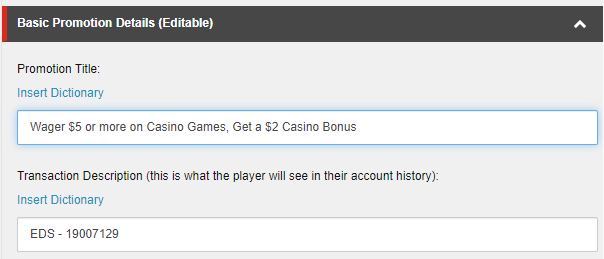 Basic Promotion Details (Editable)
Promotion Title:
Insert Dictionary
Wager $5 or more on Casino Games, Get a $2 Casino Bonus
Transaction Description (this is what the player will see in their account history):
Insert Dictionary
EDS - 19007129